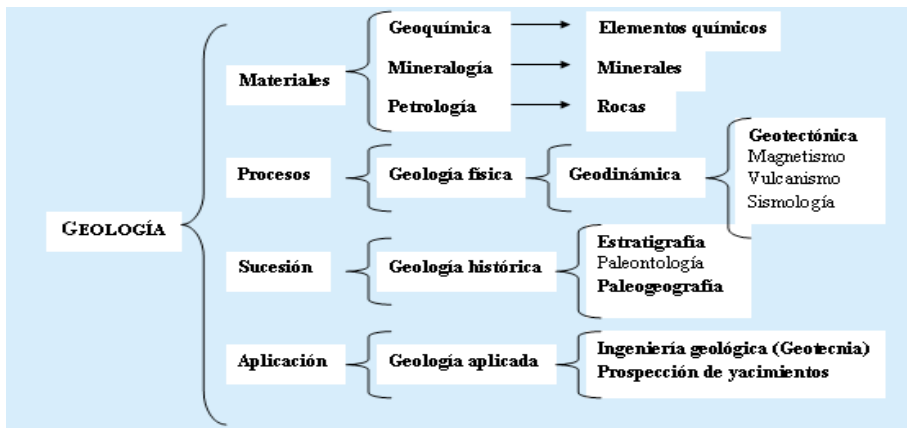 GEOLOGÍA
Materiales
Geoquímica
Elementos químicos
Mineralogía
Minerales
Petrología
Rocas
Procesos
Geología física
Geodinámica
Geotectónica
Magnetismo
Vulcanismo
Sismología
Sucesión
Geología histórica
Estratigrafía
Paleontología
Paleogeografía
Aplicación
Geología aplicada
Ingeniería geológica (Geotecnia)
Prospección de yacimientos